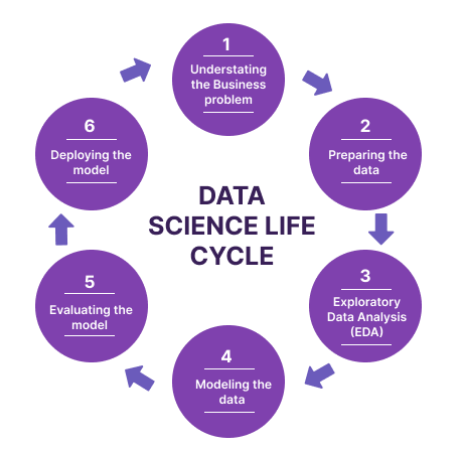 1
Understating
the Business
problem
2
Preparing the
data
3
Exploratory
Data Analysis
(EDA)
4
Modeling the
data
5
Evaluating the
model
6
Deploying the
model
DATA
SCIENCE LIFE
CYCLE